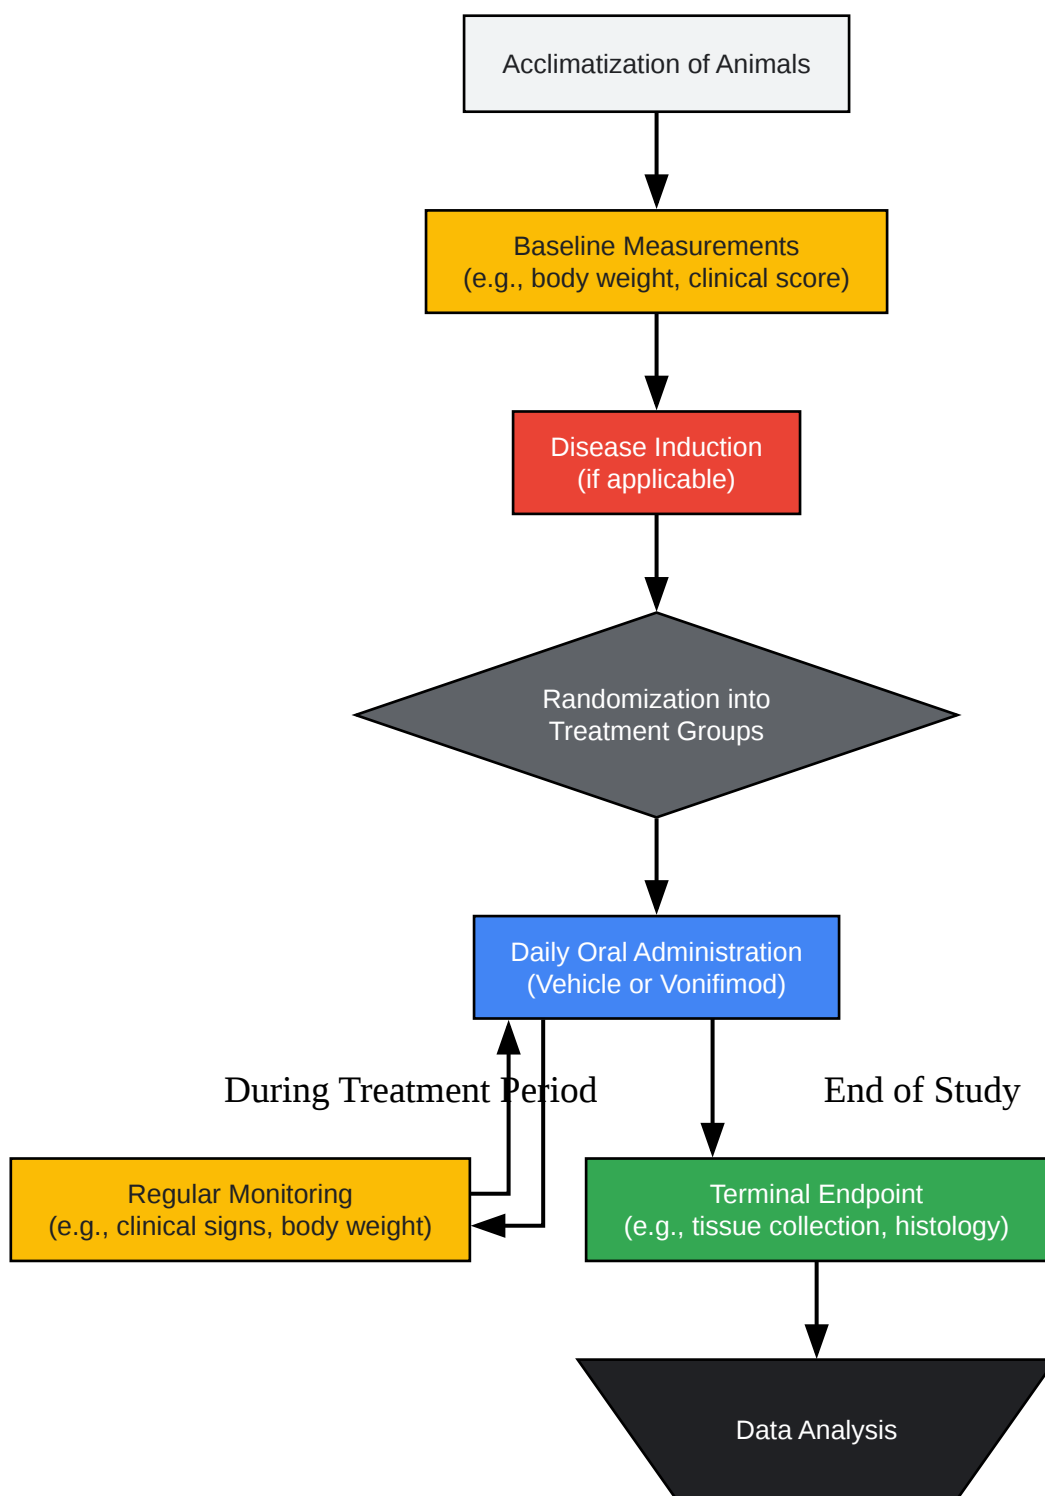 Acclimatization of Animals
Baseline Measurements
(e.g., body weight, clinical score)
Disease Induction
(if applicable)
Randomization into
Treatment Groups
Daily Oral Administration
(Vehicle or Vonifimod)
During Treatment Period
End of Study
Regular Monitoring
(e.g., clinical signs, body weight)
Terminal Endpoint
(e.g., tissue collection, histology)
Data Analysis